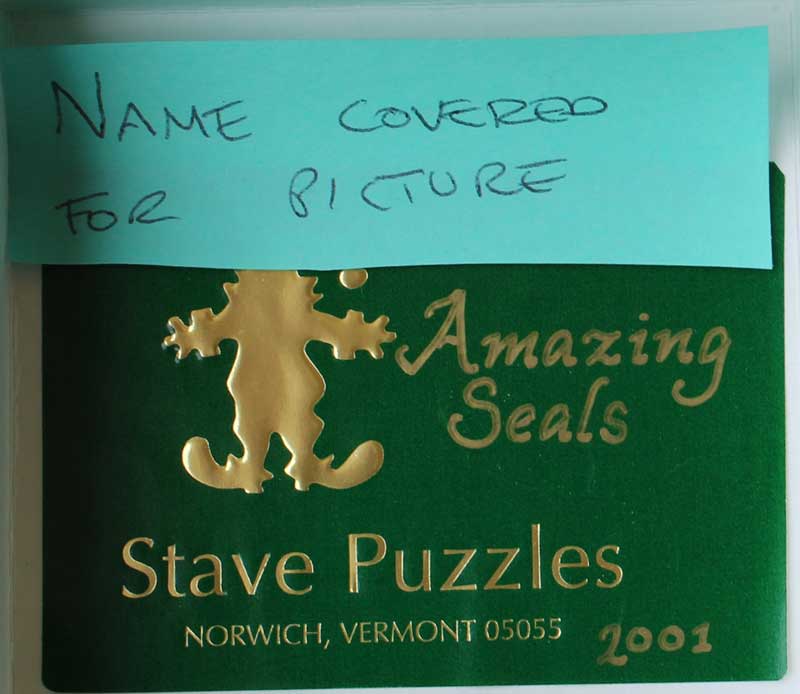 NAME COVERED
FOR PICTURE
Amazing
Seals
Stave Puzzles
NORWICH, VERMONT 05055
2001